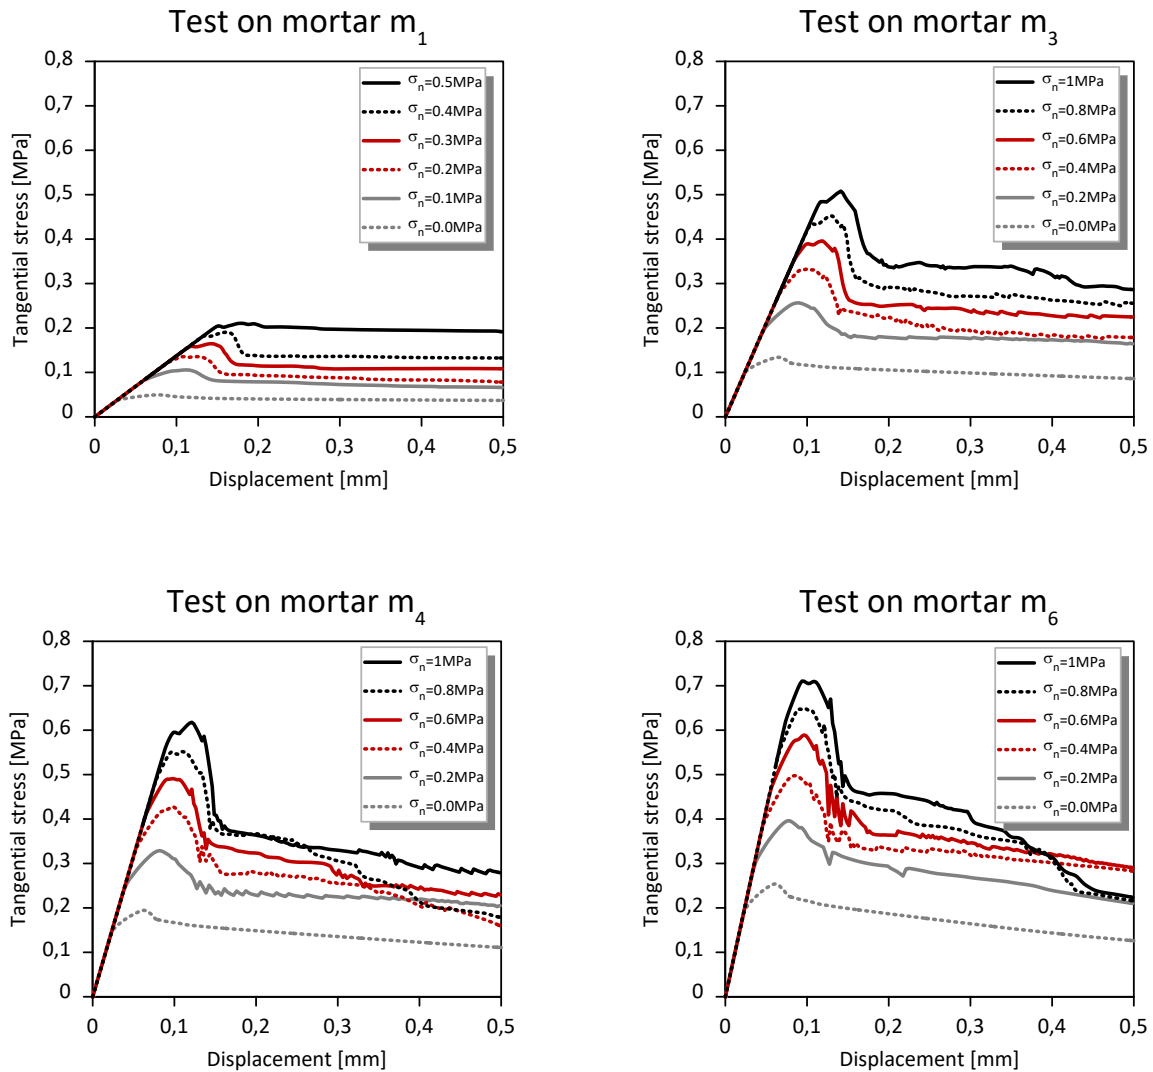 Test on mortar m1
0,8
0,7
0,6
0,5
0,4
0,3
0,2
0,1
0
Tangential stress [MPa]
σn=0.5MPa
σn=0.4MPa
σn=0.3MPa
σn=0.2MPa
σn=0.1MPa
σn=0.0MPa
0 0,1 0,2 0,3 0,4 0,5
Displacement [mm]
Test on mortar m3
0,8
0,7
0,6
0,5
0,4
0,3
0,2
0,1
0
Tangential stress [MPa]
σn=1MPa
σn=0.8MPa
σn=0.6MPa
σn=0.4MPa
σn=0.2MPa
σn=0.0MPa
0 0,1 0,2 0,3 0,4 0,5
Displacement [mm]
Test on mortar m4
0,8
0,7
0,6
0,5
0,4
0,3
0,2
0,1
0
Tangential stress [MPa]
σn=1MPa
σn=0.8MPa
σn=0.6MPa
σn=0.4MPa
σn=0.2MPa
σn=0.0MPa
0 0,1 0,2 0,3 0,4 0,5
Displacement [mm]
Test on mortar m6
0,8
0,7
0,6
0,5
0,4
0,3
0,2
0,1
0
Tangential stress [MPa]
σn=1MPa
σn=0.8MPa
σn=0.6MPa
σn=0.4MPa
σn=0.2MPa
σn=0.0MPa
0 0,1 0,2 0,3 0,4 0,5
Displacement [mm]